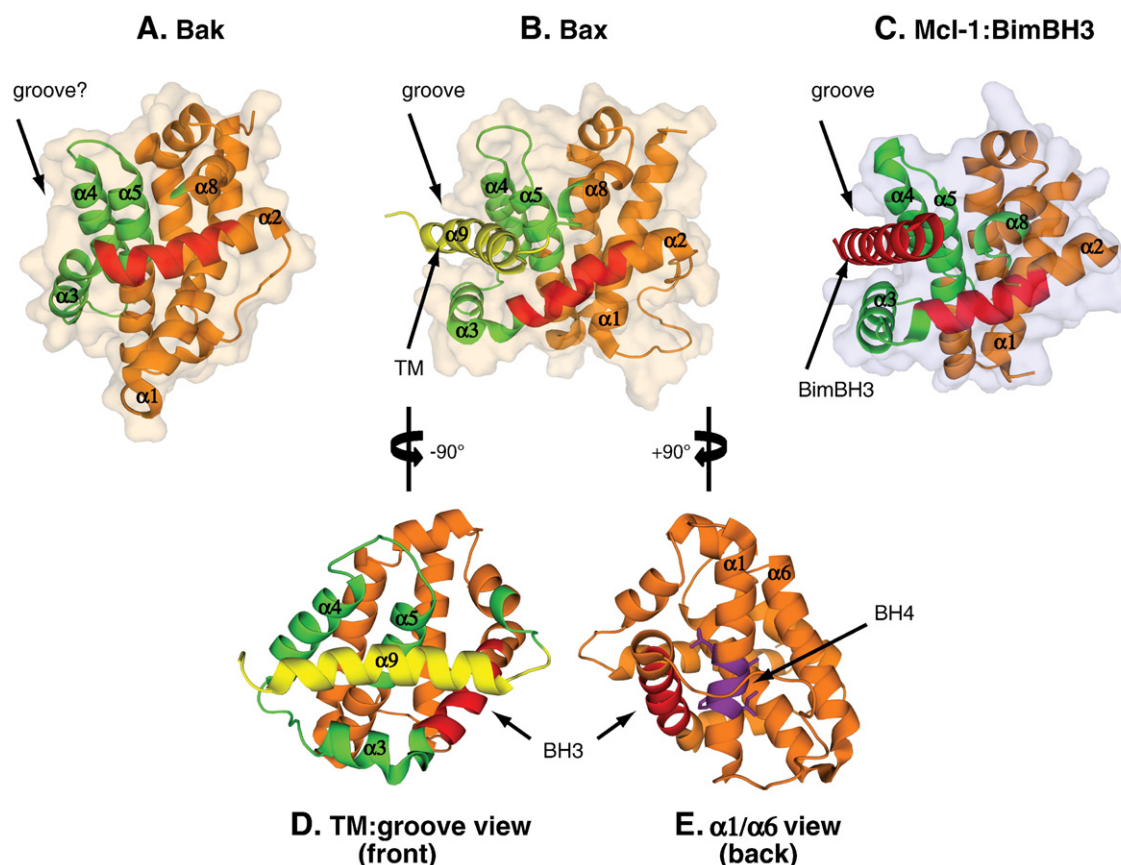 A. Bak
B. Bax
C. Mcl-1:BimBH3
groove?
groove
groove
α4
α5
α8
α2
α3
α1
α4
α5
α8
α9
α2
α3
α1
TM
α4
α5
α8
α2
α3
α1
BimBH3
-90°
+90°
α4
α5
α9
α3
α1
α6
BH4
BH3
D. TM:groove view
(front)
E. α1/α6 view
(back)